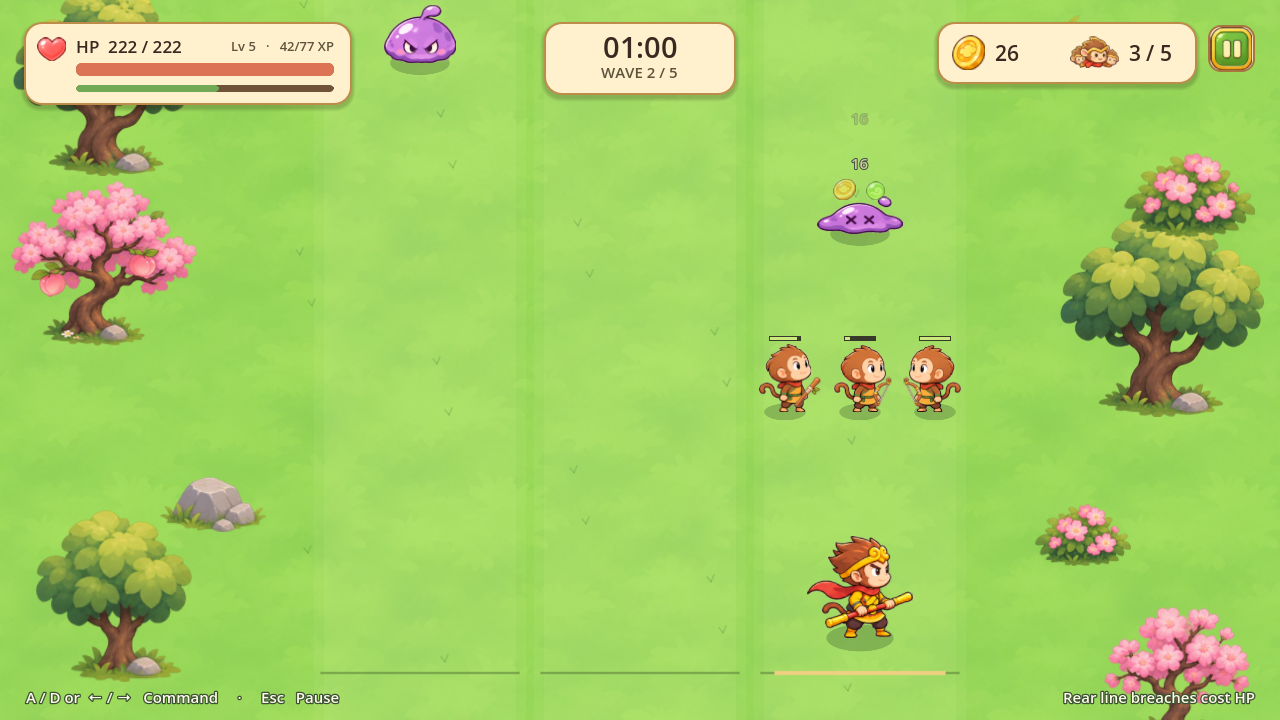 HP 222 / 222
Lv 5 · 42/77 XP
01:00
WAVE 2 / 5
26
3 / 5
16
16
A / D or ← / → Command · Esc Pause
Rear line breaches cost HP